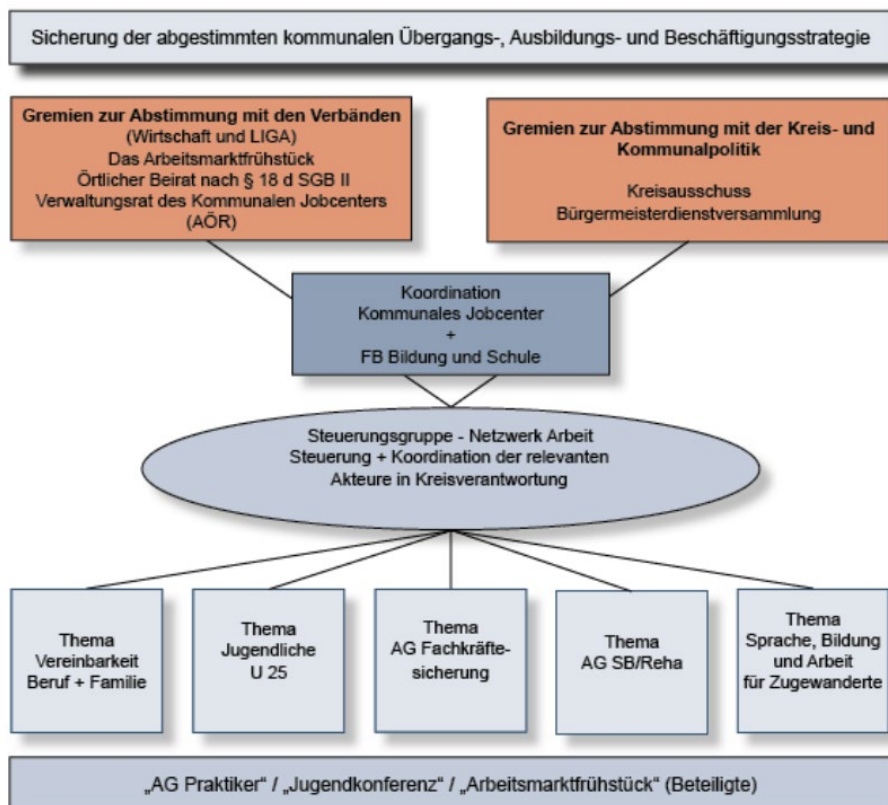 Sicherung der abgestimmten kommunalen Übergangs-, Ausbildungs- und Beschäftigungsstrategie
Gremien zur Abstimmung mit den Verbänden
(Wirtschaft und LIGA)
Das Arbeitsmarktfrühstück
Örtlicher Beirat nach § 18 d SGB II
Verwaltungsrat des Kommunalen Jobcenters
(AÖR)
Gremien zur Abstimmung mit der Kreis- und
Kommunalpolitik
Kreisausschuss
Bürgermeisterdienstversammlung
Koordination
Kommunales Jobcenter
+
FB Bildung und Schule
Steuerungsgruppe - Netzwerk Arbeit
Steuerung + Koordination der relevanten
Akteure in Kreisverantwortung
Thema
Vereinbarkeit
Beruf + Familie
Thema
Jugendliche
U 25
Thema
AG Fachkräfte-
sicherung
Thema
AG SB/Reha
Thema
Sprache, Bildung
und Arbeit
für Zugewanderte
„AG Praktiker“ / „Jugendkonferenz“ / „Arbeitsmarktfrühstück“ (Beteiligte)